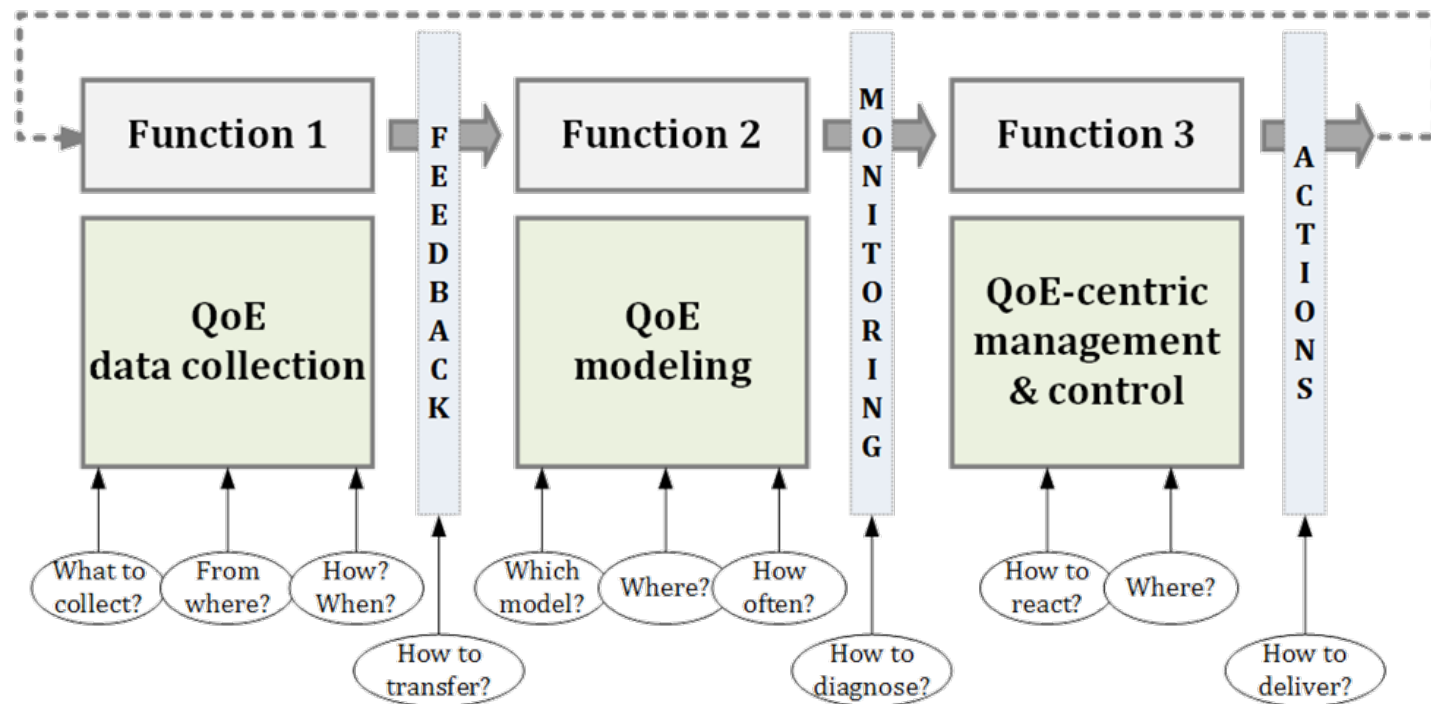 Function 1
FEEDBACK
Function 2
MONITORING
Function 3
ACTIONS
QoE
data collection
QoE
modeling
QoE-centric
management
& control
What to
collect?
From
where?
How?
When?
How to
transfer?
Which
model?
Where?
How
often?
How to
diagnose?
How to
react?
Where?
How to
deliver?